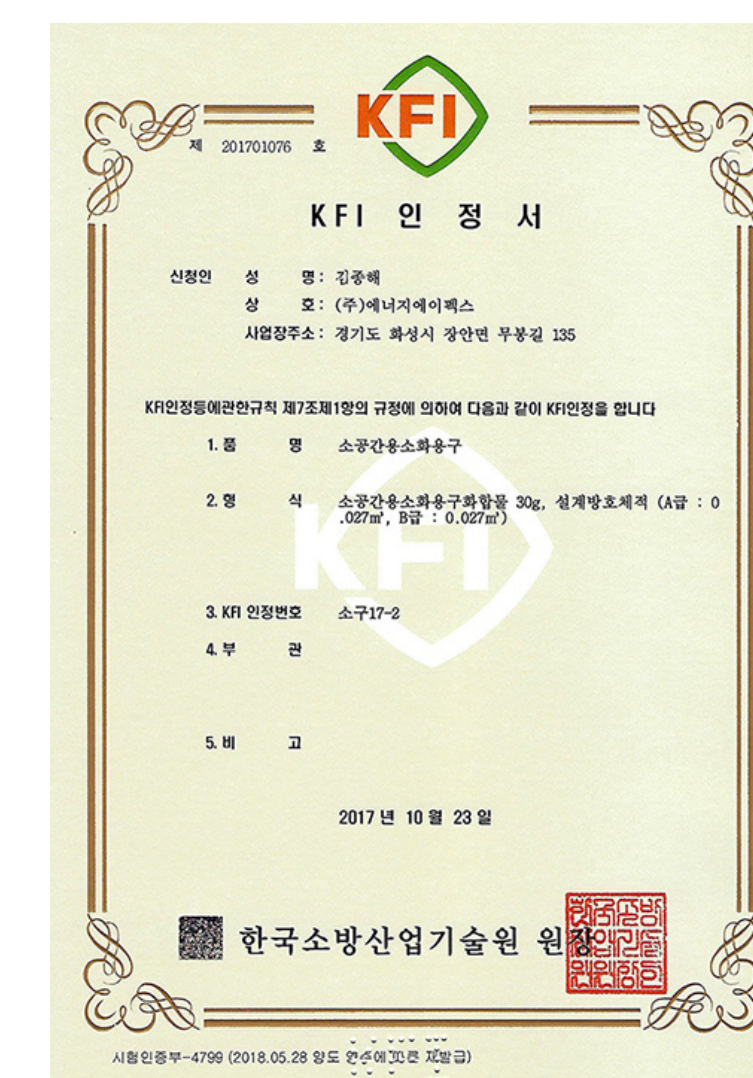 KFI
제 201701076 호
KFI 인 정 서
신청인 성 명 : 김종해
상 호 : (주)에너지에이펙스
사업장주소 : 경기도 화성시 장안면 무봉길 135
KFI인정등에관한규칙 제7조제1항의 규정에 의하여 다음과 같이 KFI인정을 합니다
1. 품 명 소공간용소화용구
2. 형 식 소공간용소화용구화합물 30g, 설계방호체적 (A급 : 0
.027㎥, B급 : 0.027㎥)
KFI
3. KFI 인정번호 소구17-2
4. 부 관
5. 비 고
2017 년 10 월 23 일
한국소방산업기술원 원장
시험인증부-4799 (2018.05.28 양도 양수에 따른 재발급)